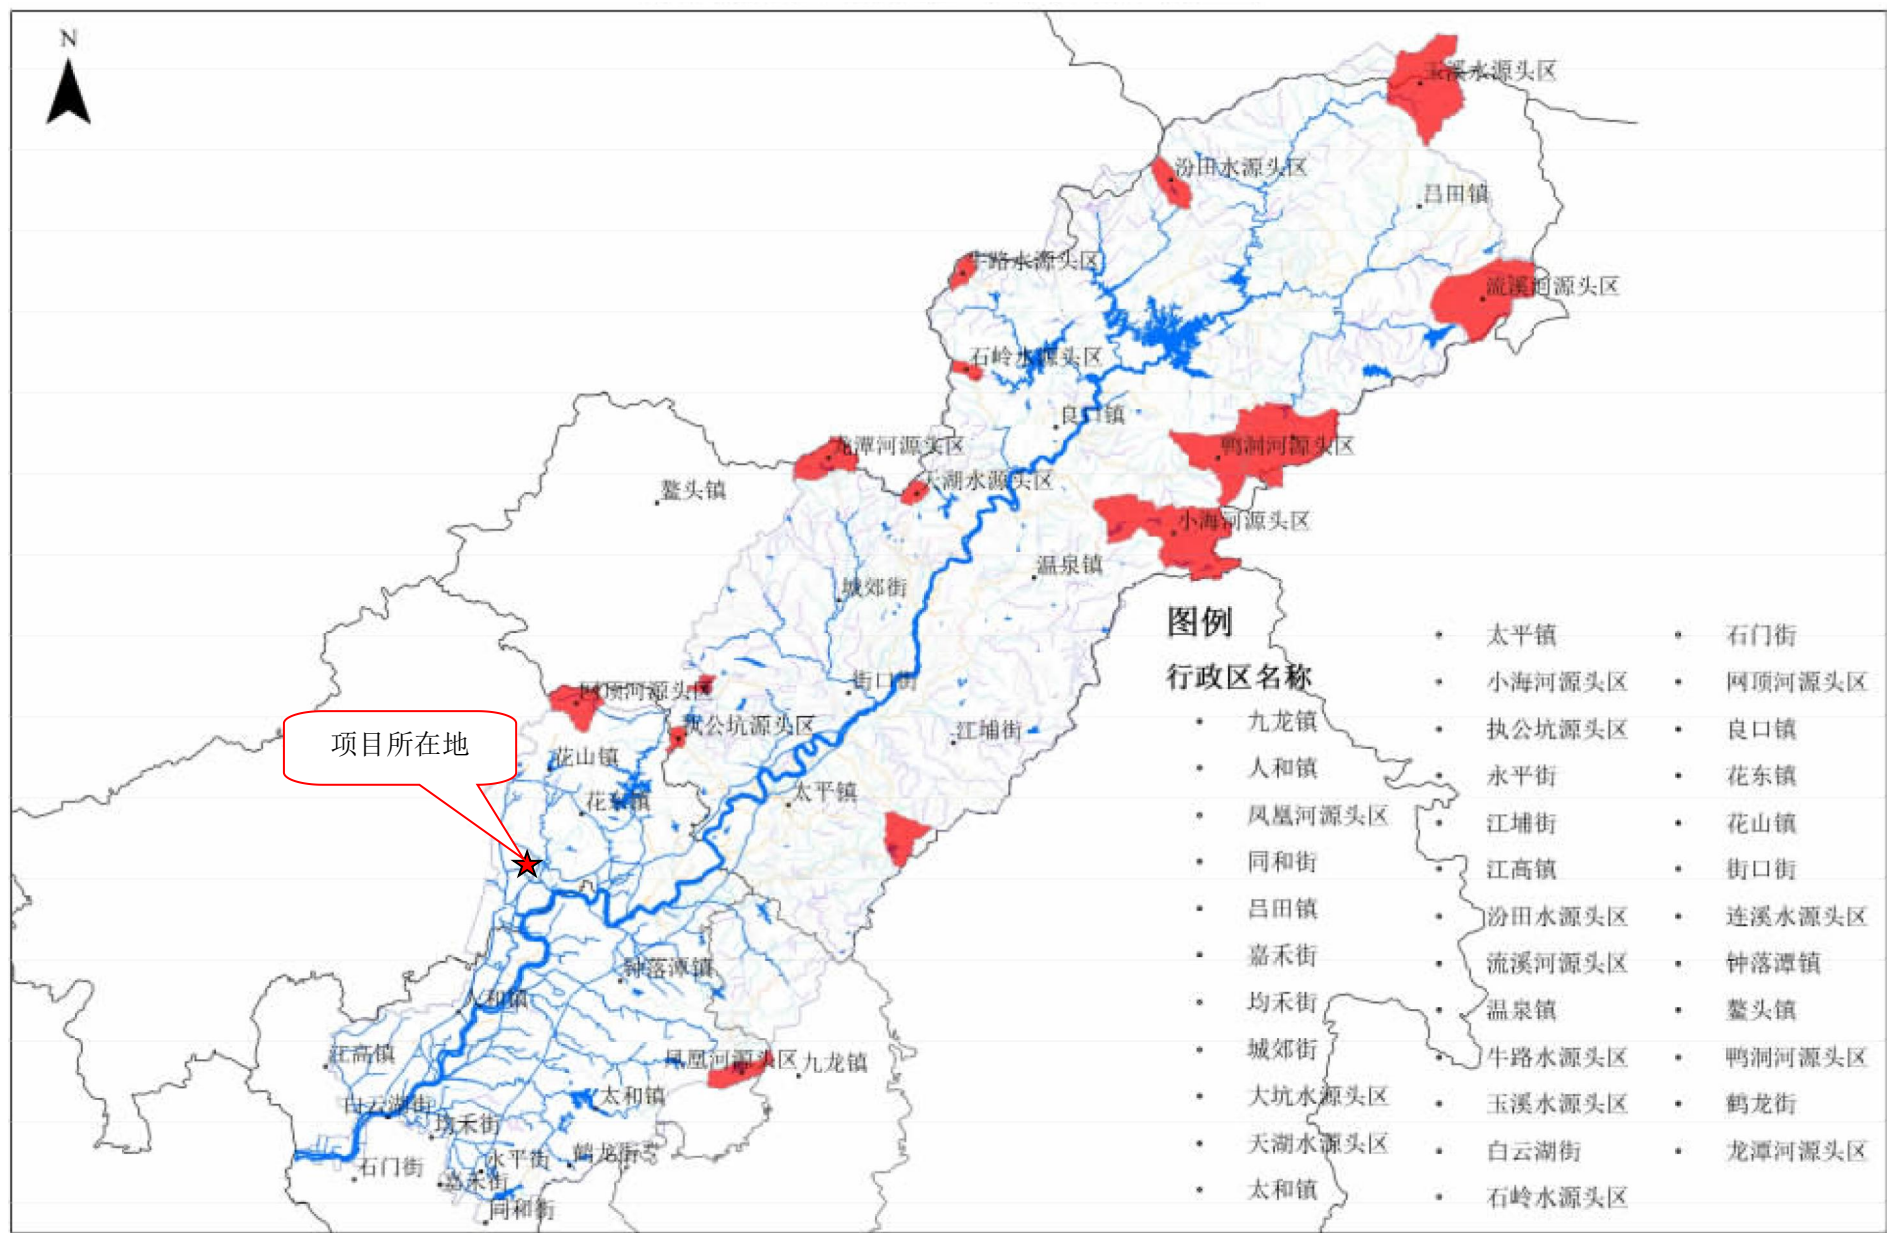 N
玉溪水源头区
汾田水源头区
吕田镇
牛路水源头区
流溪河源头区
石岭水源头区
良口镇
龙潭河源头区
鸭洞河源头区
天湖水源头区
鳌头镇
小海河源头区
温泉镇
城郊街
网顶河源头区
街口街
执公坑源头区
江埔街
项目所在地
花山镇
太平镇
花东镇
钟落潭镇
人和镇
江高镇
凤凰河源头区
九龙镇
太和镇
白云湖街
均禾街
鹤龙街
永平街
石门街
嘉禾街
同和街
图例
行政区名称
九龙镇
人和镇
凤凰河源头区
同和街
吕田镇
嘉禾街
均禾街
城郊街
大坑水源头区
天湖水源头区
太和镇
太平镇
小海河源头区
执公坑源头区
永平街
江埔街
江高镇
汾田水源头区
流溪河源头区
温泉镇
牛路水源头区
玉溪水源头区
白云湖街
石岭水源头区
石门街
网顶河源头区
良口镇
花东镇
花山镇
街口街
连溪水源头区
钟落潭镇
鳌头镇
鸭洞河源头区
鹤龙街
龙潭河源头区